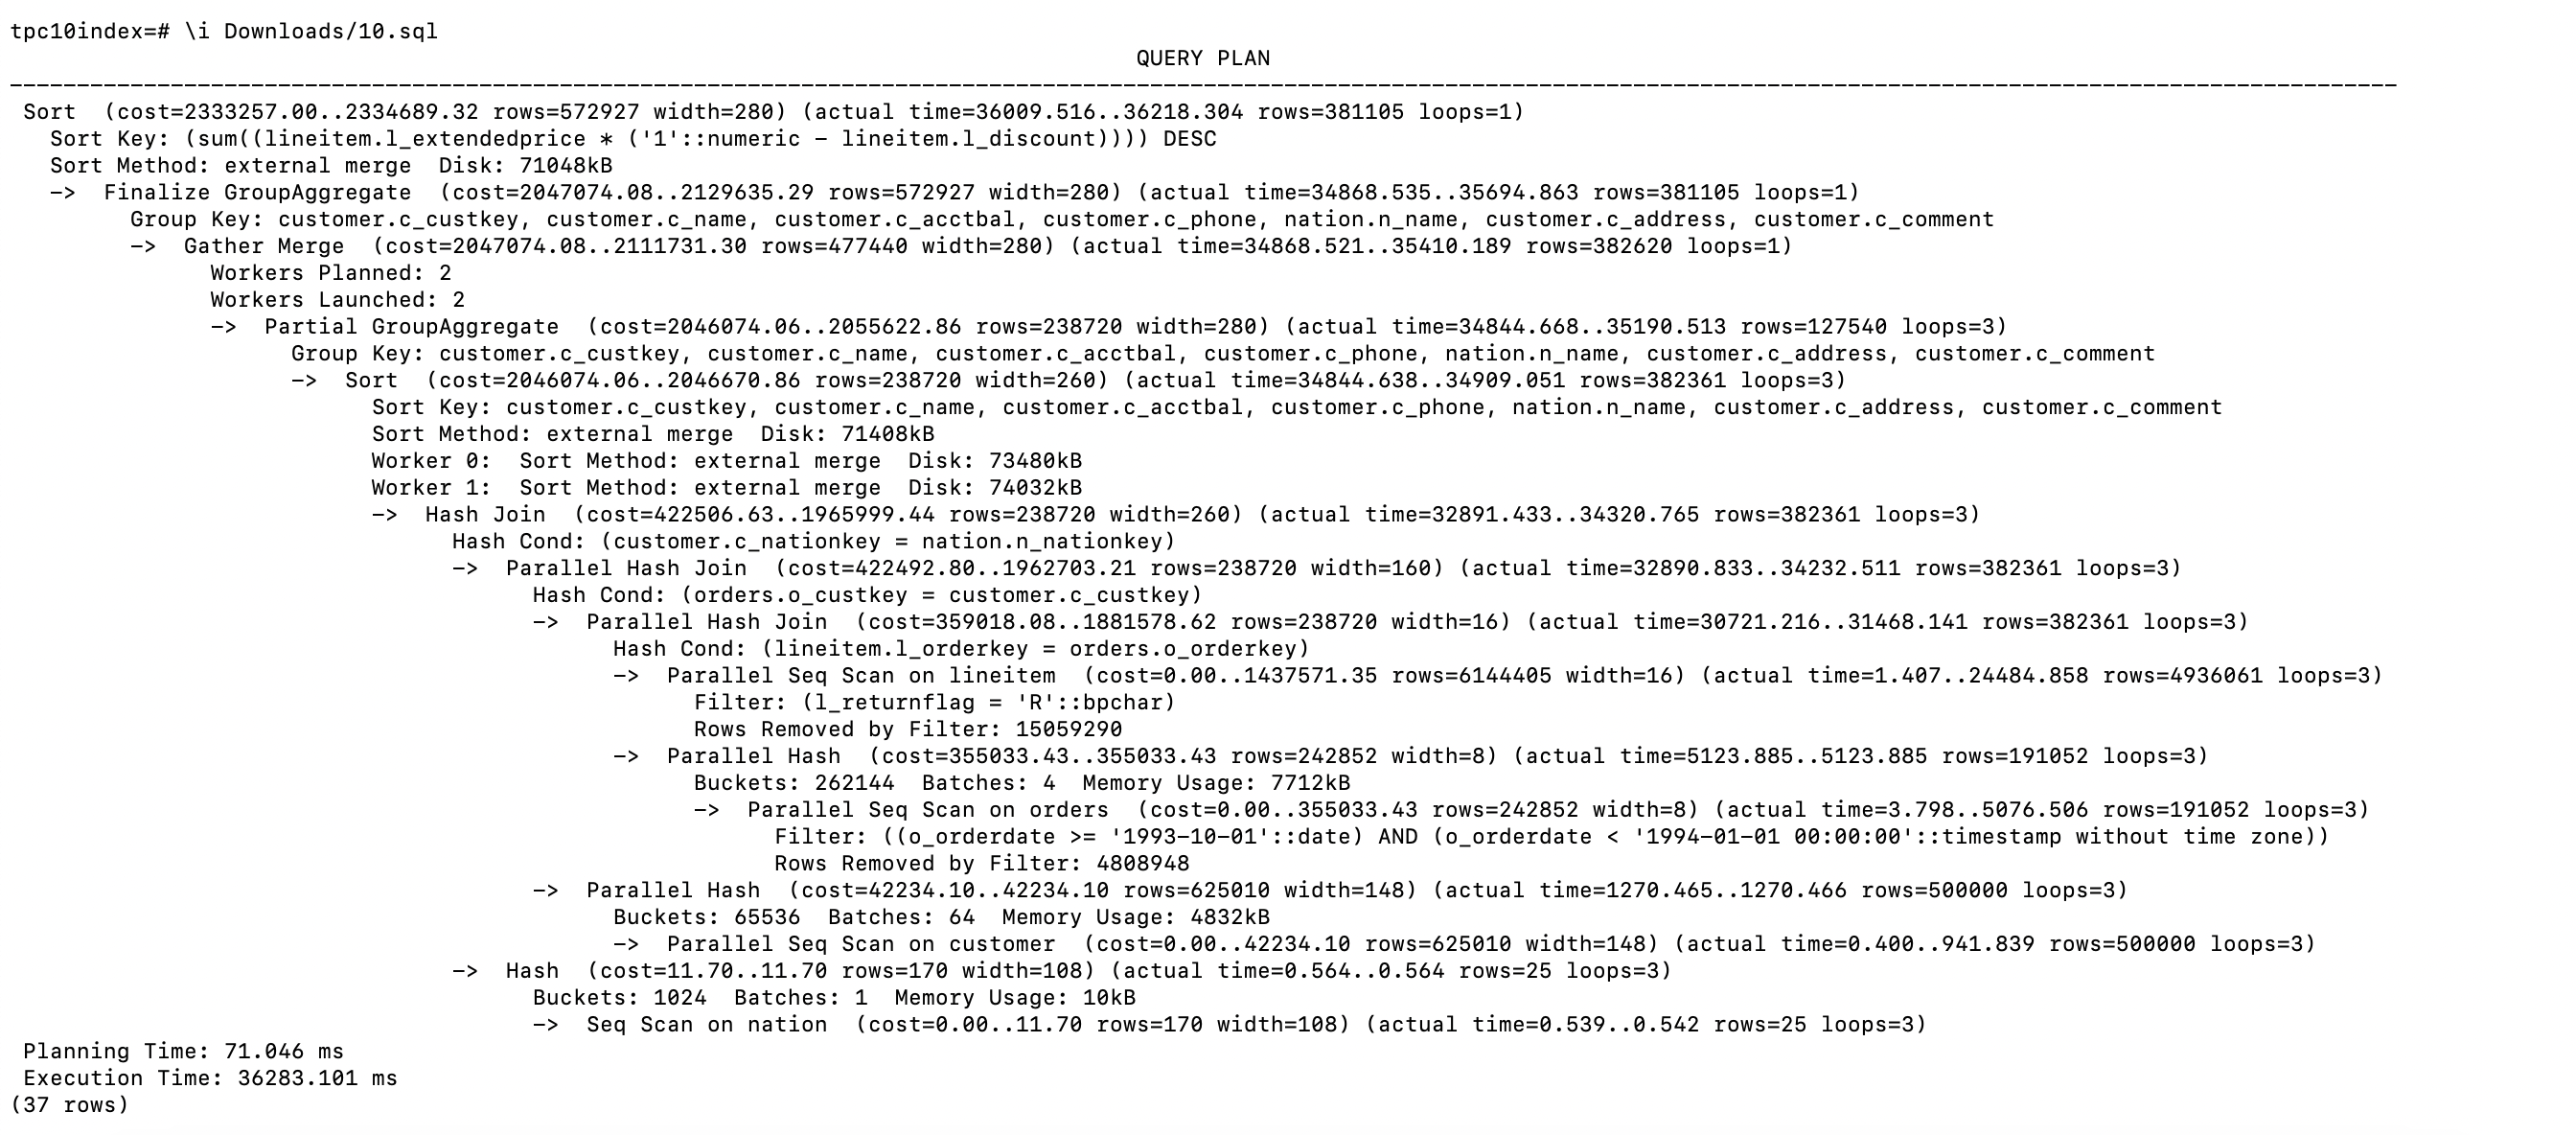 tpc10index=# \i Downloads/10.sql
QUERY PLAN
------------------------------------------------------------------------------------------------------------------------------------------------------------------------------------
Sort  (cost=2333257.00..2334689.32 rows=572927 width=280) (actual time=36009.516..36218.304 rows=381105 loops=1)
Sort Key: (sum((lineitem.l_extendedprice * ('1'::numeric - lineitem.l_discount)))) DESC
Sort Method: external merge  Disk: 71048kB
->  Finalize GroupAggregate  (cost=2047074.08..2129635.29 rows=572927 width=280) (actual time=34868.535..35694.863 rows=381105 loops=1)
Group Key: customer.c_custkey, customer.c_name, customer.c_acctbal, customer.c_phone, nation.n_name, customer.c_address, customer.c_comment
->  Gather Merge  (cost=2047074.08..2111731.30 rows=477440 width=280) (actual time=34868.521..35410.189 rows=382620 loops=1)
Workers Planned: 2
Workers Launched: 2
->  Partial GroupAggregate  (cost=2046074.06..2055622.86 rows=238720 width=280) (actual time=34844.668..35190.513 rows=127540 loops=3)
Group Key: customer.c_custkey, customer.c_name, customer.c_acctbal, customer.c_phone, nation.n_name, customer.c_address, customer.c_comment
->  Sort  (cost=2046074.06..2046670.86 rows=238720 width=260) (actual time=34844.638..34909.051 rows=382361 loops=3)
Sort Key: customer.c_custkey, customer.c_name, customer.c_acctbal, customer.c_phone, nation.n_name, customer.c_address, customer.c_comment
Sort Method: external merge  Disk: 71408kB
Worker 0:  Sort Method: external merge  Disk: 73480kB
Worker 1:  Sort Method: external merge  Disk: 74032kB
->  Hash Join  (cost=422506.63..1965999.44 rows=238720 width=260) (actual time=32891.433..34320.765 rows=382361 loops=3)
Hash Cond: (customer.c_nationkey = nation.n_nationkey)
->  Parallel Hash Join  (cost=422492.80..1962703.21 rows=238720 width=160) (actual time=32890.833..34232.511 rows=382361 loops=3)
Hash Cond: (orders.o_custkey = customer.c_custkey)
->  Parallel Hash Join  (cost=359018.08..1881578.62 rows=238720 width=16) (actual time=30721.216..31468.141 rows=382361 loops=3)
Hash Cond: (lineitem.l_orderkey = orders.o_orderkey)
->  Parallel Seq Scan on lineitem  (cost=0.00..1437571.35 rows=6144405 width=16) (actual time=1.407..24484.858 rows=4936061 loops=3)
Filter: (l_returnflag = 'R'::bpchar)
Rows Removed by Filter: 15059290
->  Parallel Hash  (cost=355033.43..355033.43 rows=242852 width=8) (actual time=5123.885..5123.885 rows=191052 loops=3)
Buckets: 262144  Batches: 4  Memory Usage: 7712kB
->  Parallel Seq Scan on orders  (cost=0.00..355033.43 rows=242852 width=8) (actual time=3.798..5076.506 rows=191052 loops=3)
Filter: ((o_orderdate >= '1993-10-01'::date) AND (o_orderdate < '1994-01-01 00:00:00'::timestamp without time zone))
Rows Removed by Filter: 4808948
->  Parallel Hash  (cost=42234.10..42234.10 rows=625010 width=148) (actual time=1270.465..1270.466 rows=500000 loops=3)
Buckets: 65536  Batches: 64  Memory Usage: 4832kB
->  Parallel Seq Scan on customer  (cost=0.00..42234.10 rows=625010 width=148) (actual time=0.400..941.839 rows=500000 loops=3)
->  Hash  (cost=11.70..11.70 rows=170 width=108) (actual time=0.564..0.564 rows=25 loops=3)
Buckets: 1024  Batches: 1  Memory Usage: 10kB
->  Seq Scan on nation  (cost=0.00..11.70 rows=170 width=108) (actual time=0.539..0.542 rows=25 loops=3)
Planning Time: 71.046 ms
Execution Time: 36283.101 ms
(37 rows)